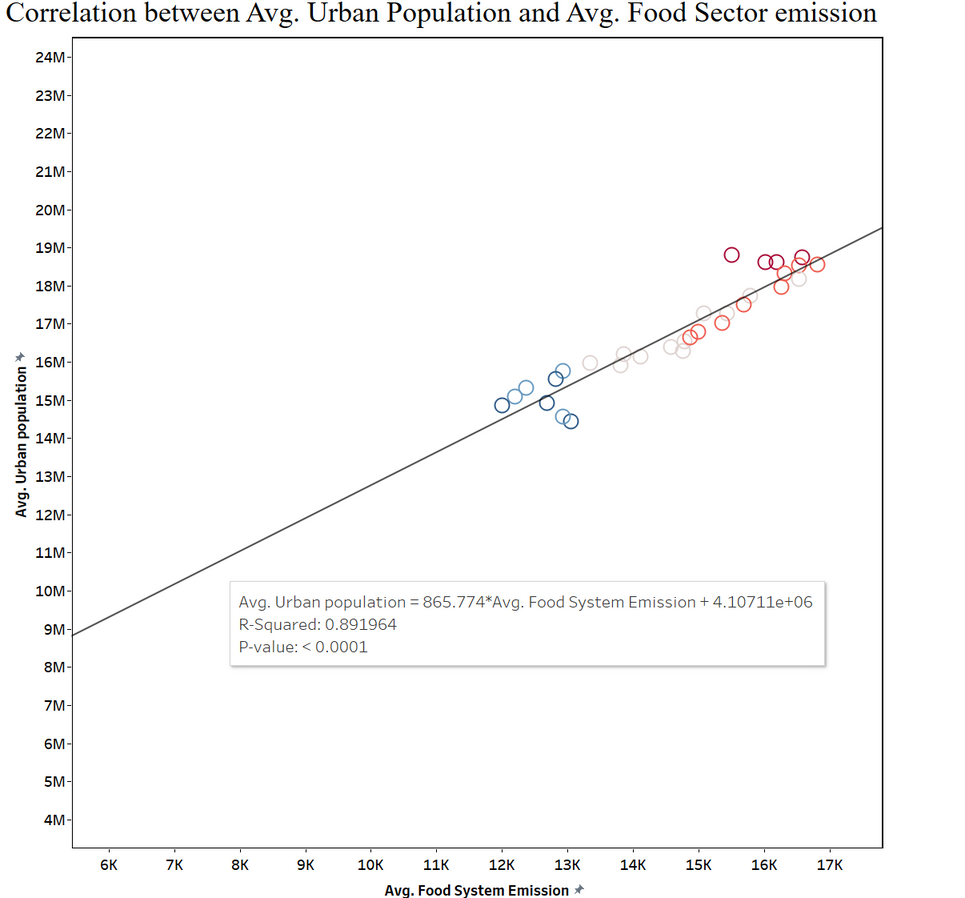 Correlation between Avg. Urban Population and Avg. Food Sector emission
24M
23M
22M
21M
20M
19M
18M
17M
16M
15M
14M
13M
12M
11M
10M
9M
8M
7M
6M
5M
4M
Avg. Urban population
Avg. Urban population = 865.774*Avg. Food System Emission + 4.10711e+06
R-Squared: 0.891964
P-value: < 0.0001
6K 7K 8K 9K 10K 11K 12K 13K 14K 15K 16K 17K
Avg. Food System Emission